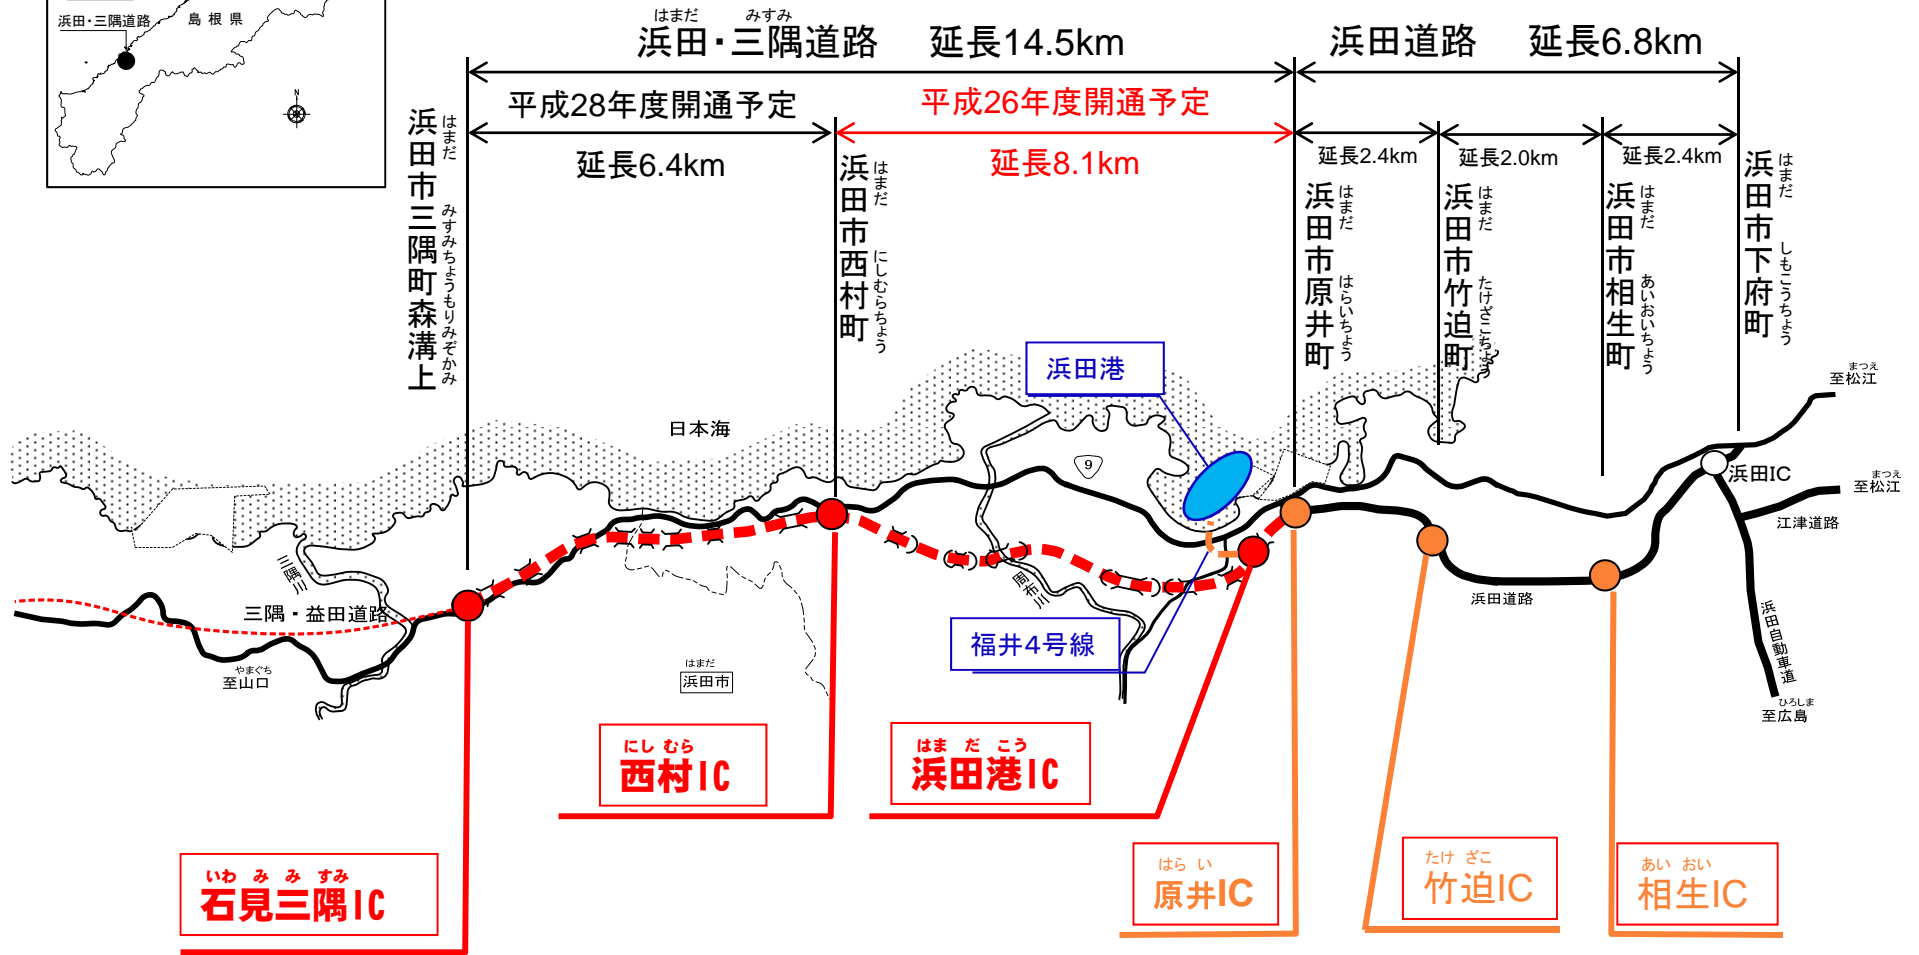 浜田・三隅道路
島根県
N
はまだ みすみ
浜田・三隅道路 延長14.5km
浜田道路 延長6.8km
平成28年度開通予定
平成26年度開通予定
延長6.4km
延長8.1km
延長2.4km
延長2.0km
延長2.4km
はまだ みすみちょうもりみぞかみ
浜田市三隅町森溝上
はまだ にしむらちょう
浜田市西村町
はまだ はらいちょう
浜田市原井町
はまだ たけざこちょう
浜田市竹迫町
はまだ あいおいちょう
浜田市相生町
はまだ しもこうちょう
浜田市下府町
浜田港
日本海
9
まつえ
至松江
浜田IC
まつえ
至松江
江津道路
三隅川
周布川
三隅・益田道路
浜田道路
福井4号線
浜田自動車道
やまぐち
至山口
はまだ
浜田市
ひろしま
至広島
にし むら
西村IC
はま だ こう
浜田港IC
いわ み み すみ
石見三隅IC
はら い
原井IC
たけ ざこ
竹迫IC
あい おい
相生IC